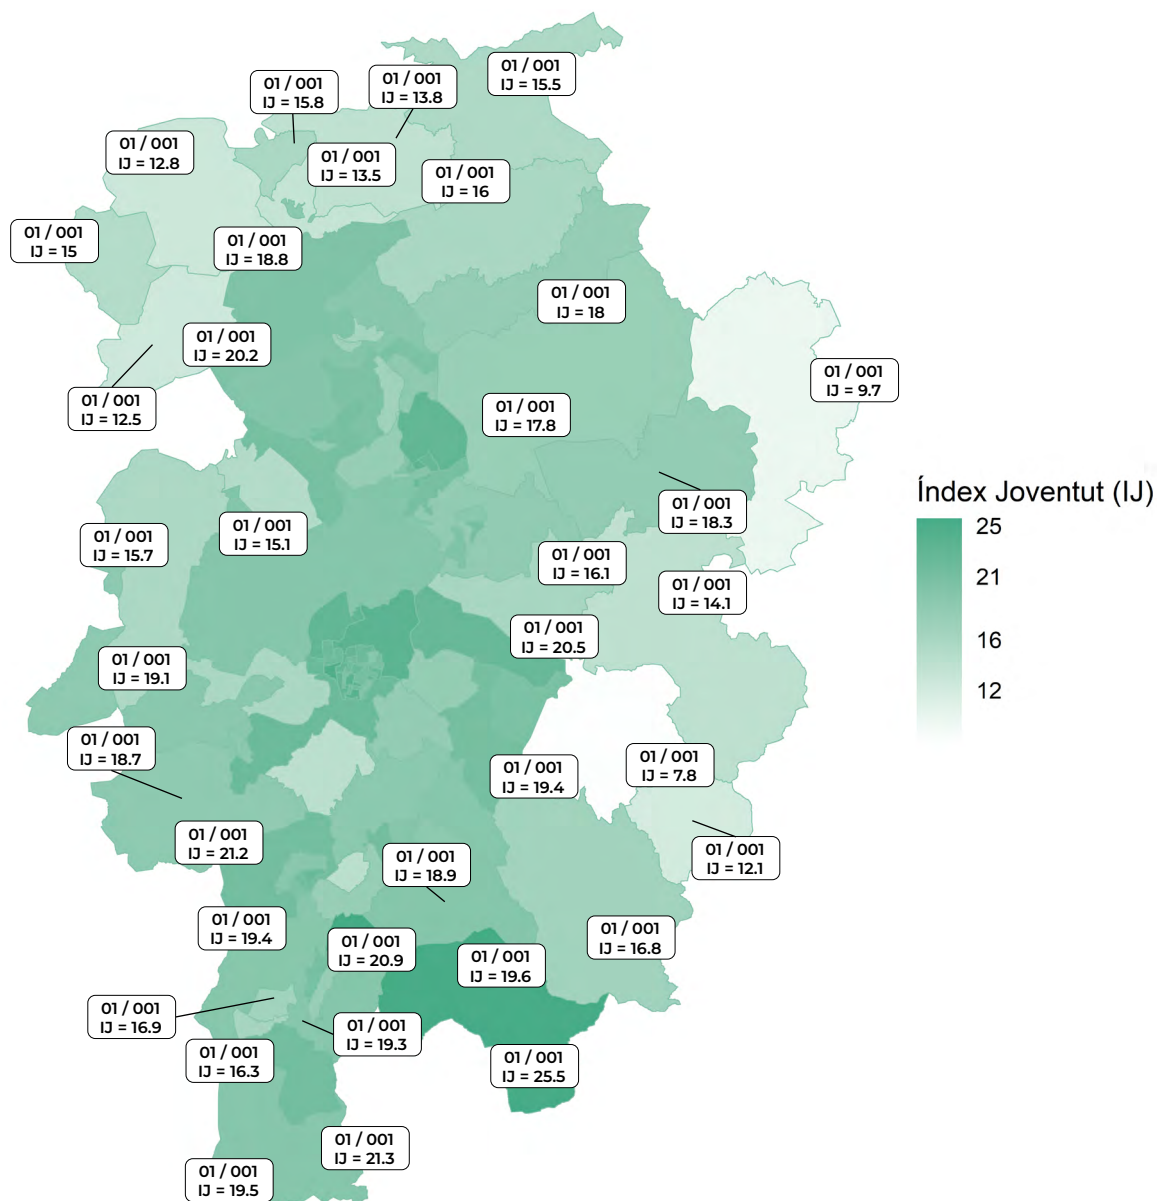 01 / 001
IJ = 15.5
01 / 001
IJ = 13.8
01 / 001
IJ = 15.8
01 / 001
IJ = 12.8
01 / 001
IJ = 13.5
01 / 001
IJ = 16
01 / 001
IJ = 15
01 / 001
IJ = 18.8
01 / 001
IJ = 18
01 / 001
IJ = 20.2
01 / 001
IJ = 9.7
01 / 001
IJ = 12.5
01 / 001
IJ = 17.8
01 / 001
IJ = 18.3
01 / 001
IJ = 15.1
01 / 001
IJ = 15.7
01 / 001
IJ = 16.1
01 / 001
IJ = 14.1
01 / 001
IJ = 20.5
01 / 001
IJ = 19.1
01 / 001
IJ = 18.7
01 / 001
IJ = 7.8
01 / 001
IJ = 19.4
01 / 001
IJ = 21.2
01 / 001
IJ = 18.9
01 / 001
IJ = 12.1
01 / 001
IJ = 19.4
01 / 001
IJ = 20.9
01 / 001
IJ = 19.6
01 / 001
IJ = 16.8
01 / 001
IJ = 16.9
01 / 001
IJ = 19.3
01 / 001
IJ = 16.3
01 / 001
IJ = 25.5
01 / 001
IJ = 21.3
01 / 001
IJ = 19.5
Índex Joventut (IJ)
25
21
16
12